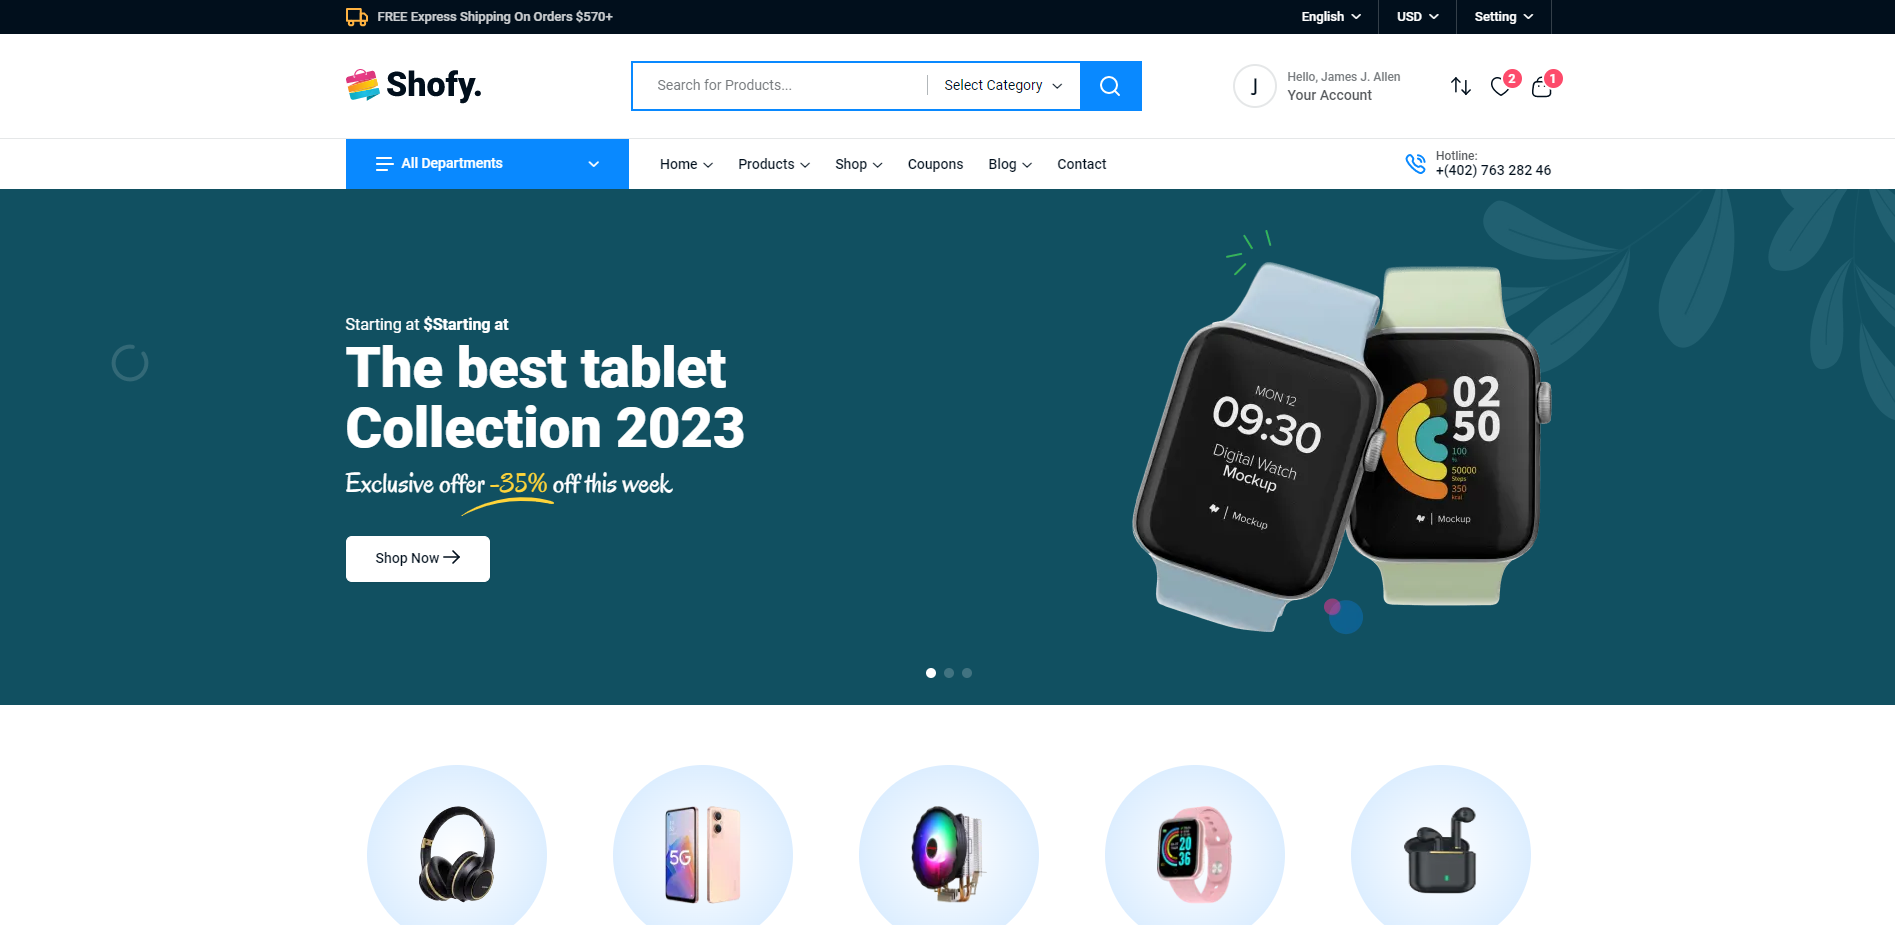 FREE Express Shipping On Orders $570+
English
USD
Setting
Shofy.
Search for Products...
Select Category
J
Hello, James J. Allen
Your Account
2
1
All Departments
Home
Products
Shop
Coupons
Blog
Contact
Hotline:
+(402) 763 282 46
Starting at $Starting at
The best tablet
Collection 2023
Exclusive offer -35% off this week
Shop Now
MON 12
09:30
Digital Watch
Mockup
Mockup
02
50
100
%
50000
Steps
350
kcal
Mockup
5G
20
36